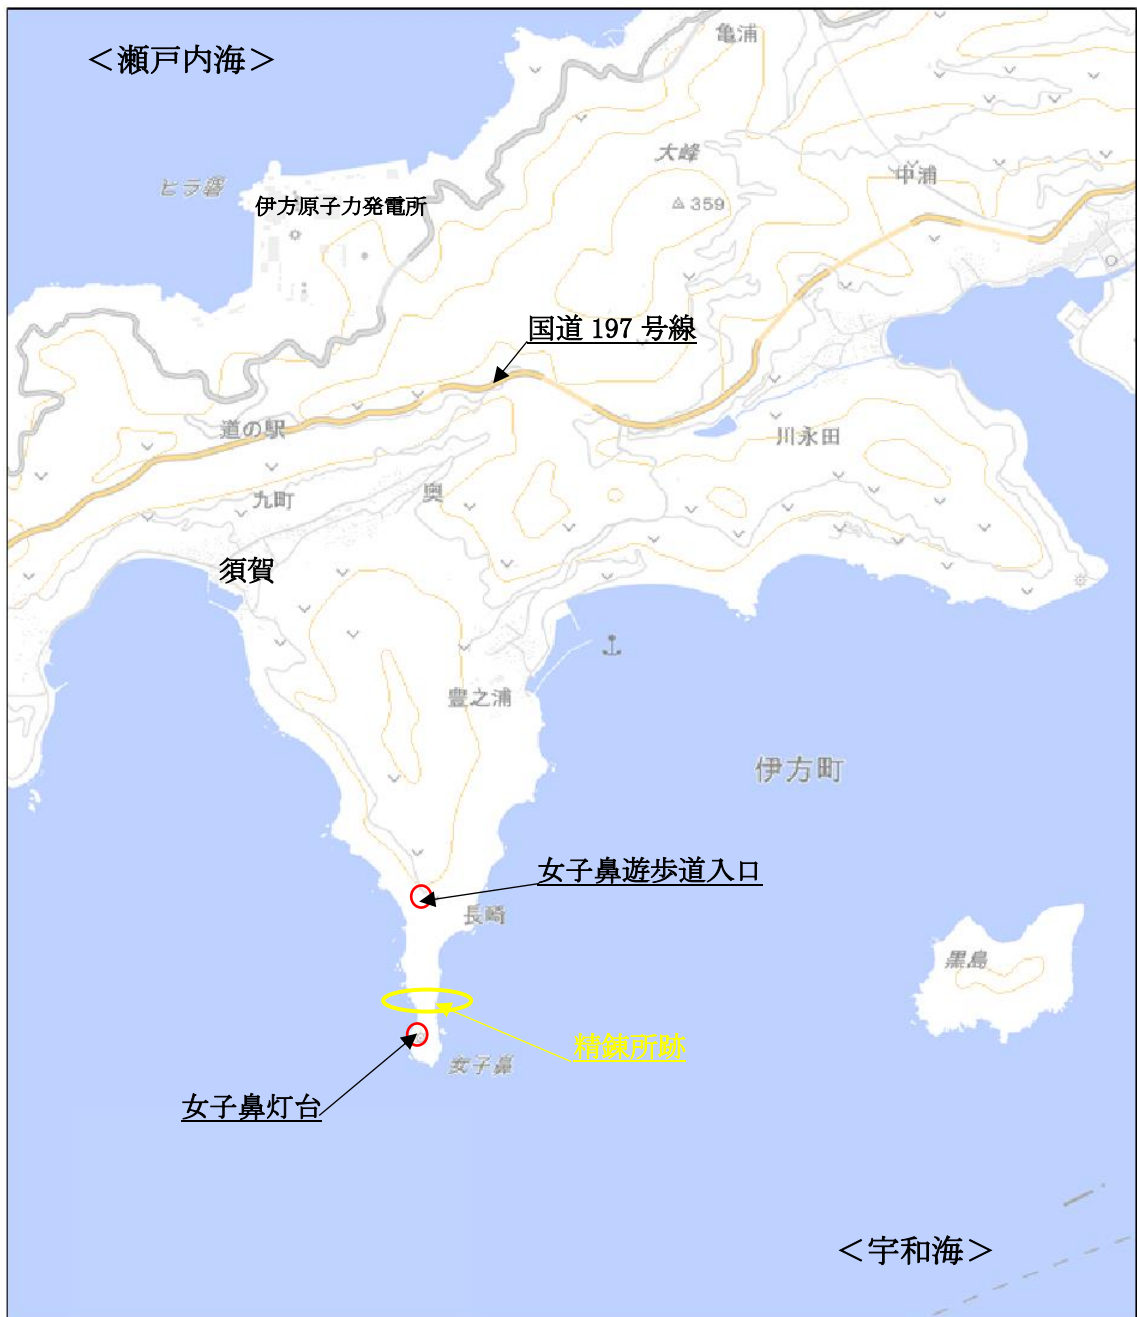 亀浦
＜瀬戸内海＞
大峰
中浦
ヒラ碆
伊方原子力発電所
359
国道 197 号線
道の駅
川永田
九町
奥
須賀
豊之浦
伊方町
女子鼻遊歩道入口
長崎
黒島
精錬所跡
女子鼻
女子鼻灯台
＜宇和海＞